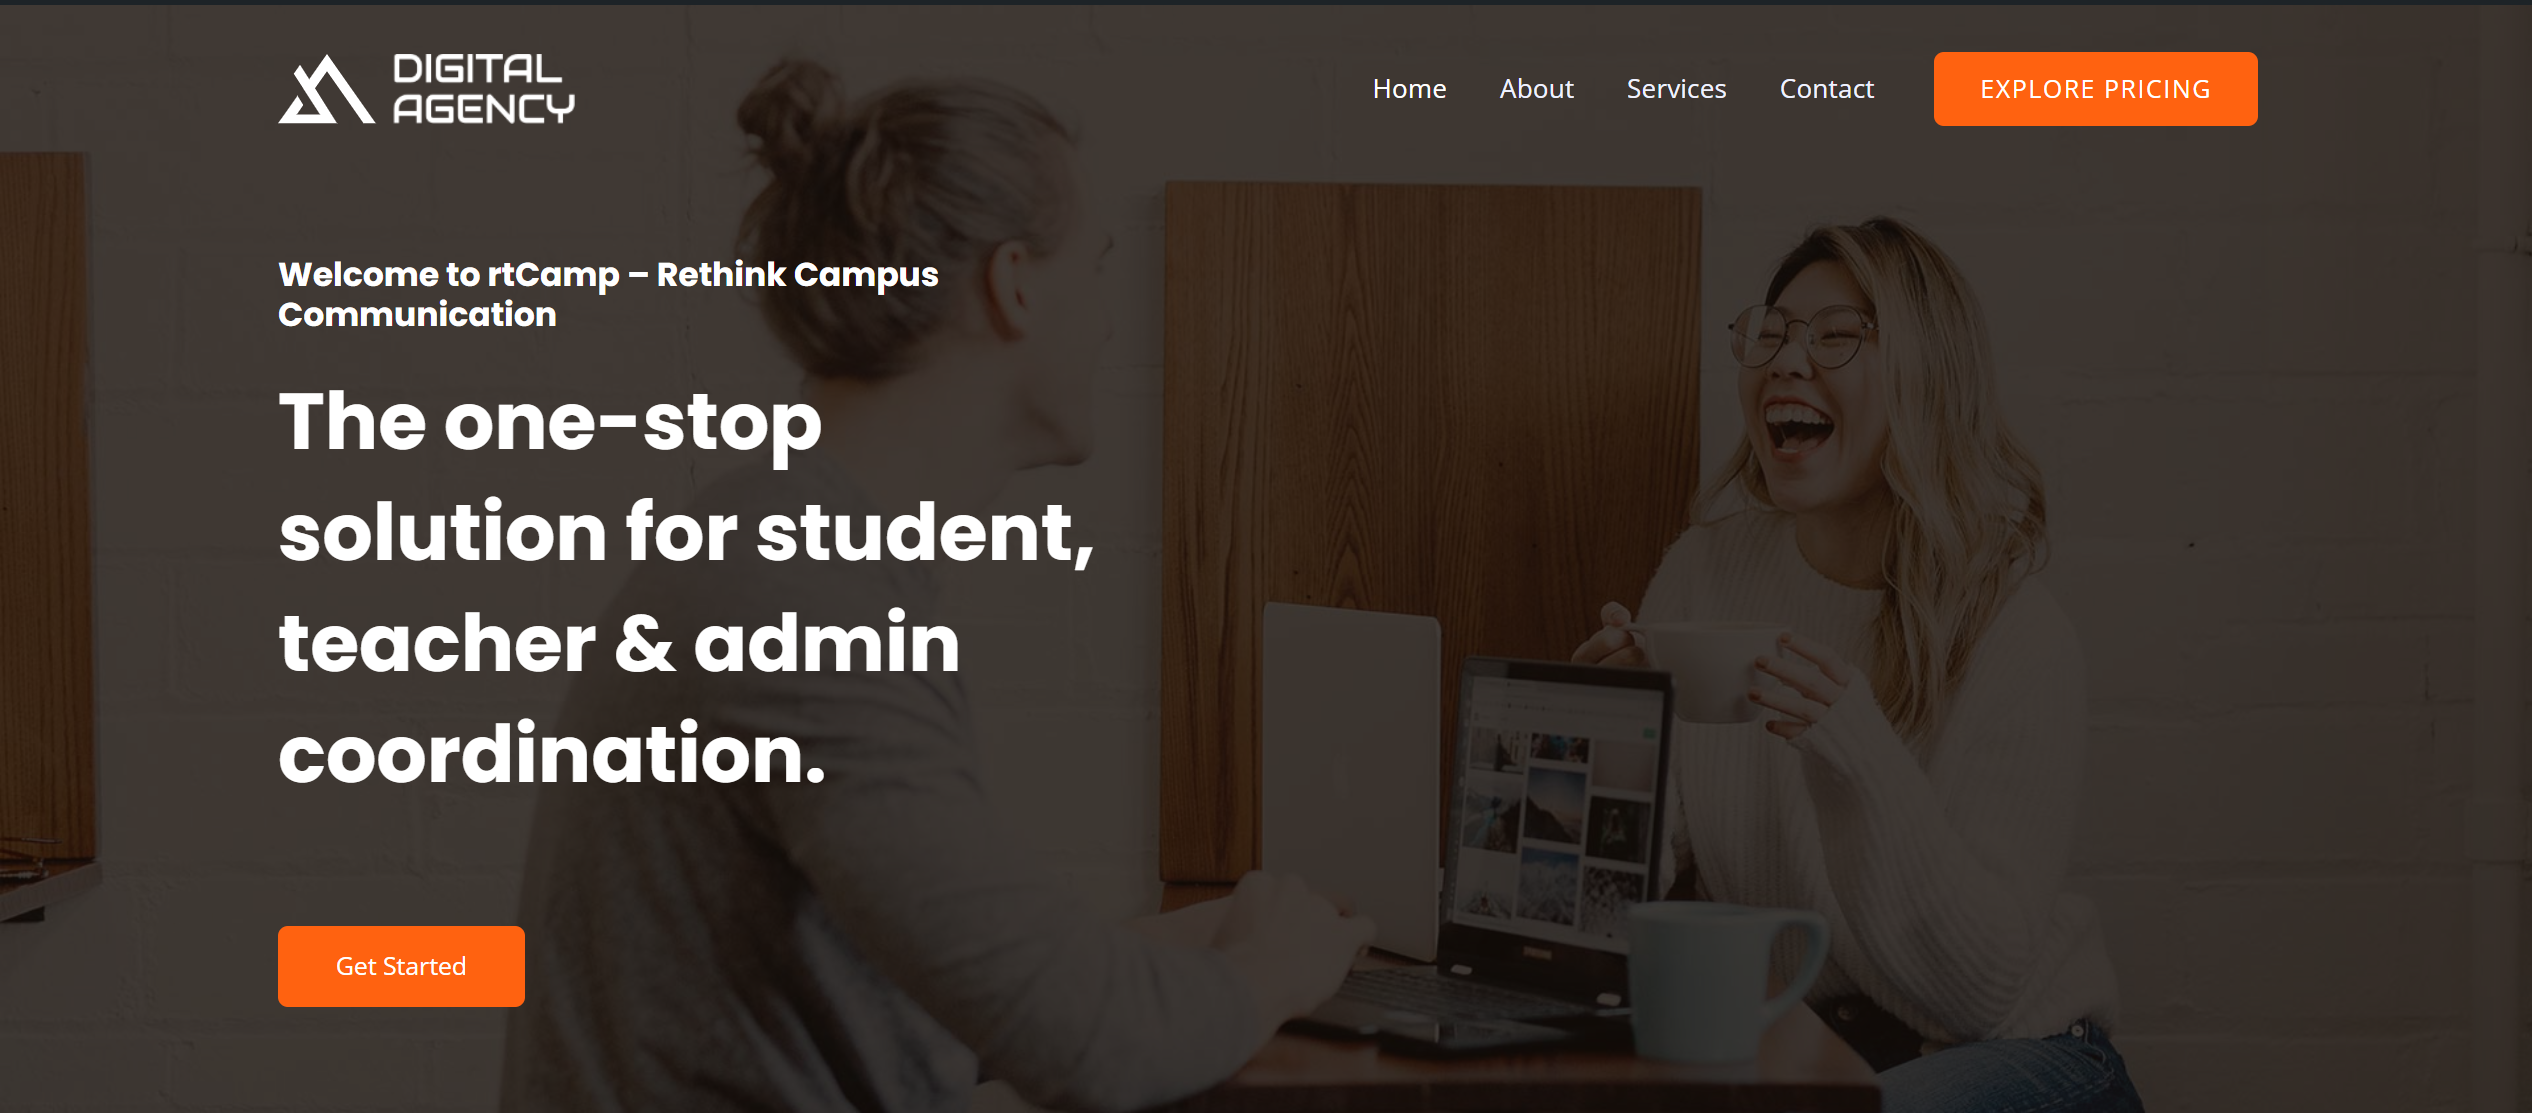 DIGITAL
AGENCY
Home About Services Contact EXPLORE PRICING
Welcome to rtCamp – Rethink Campus
Communication
The one-stop
solution for student,
teacher & admin
coordination.
Get Started